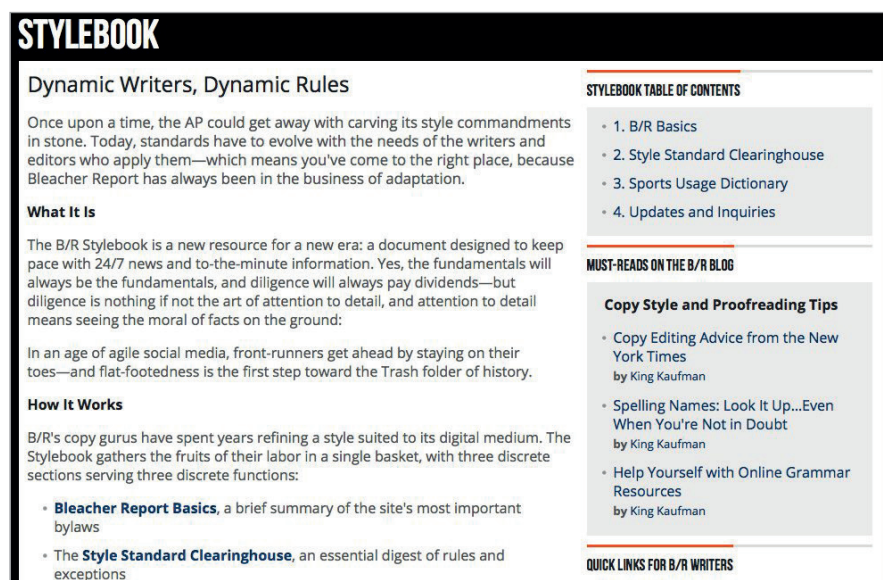 STYLEBOOK
Dynamic Writers, Dynamic Rules
Once upon a time, the AP could get away with carving its style commandments
in stone. Today, standards have to evolve with the needs of the writers and
editors who apply them—which means you've come to the right place, because
Bleacher Report has always been in the business of adaptation.
What It Is
The B/R Stylebook is a new resource for a new era: a document designed to keep
pace with 24/7 news and to-the-minute information. Yes, the fundamentals will
always be the fundamentals, and diligence will always pay dividends—but
diligence is nothing if not the art of attention to detail, and attention to detail
means seeing the moral of facts on the ground:
In an age of agile social media, front-runners get ahead by staying on their
toes—and flat-footedness is the first step toward the Trash folder of history.
How It Works
B/R's copy gurus have spent years refining a style suited to its digital medium. The
Stylebook gathers the fruits of their labor in a single basket, with three discrete
sections serving three discrete functions:
• Bleacher Report Basics, a brief summary of the site's most important
bylaws
• The Style Standard Clearinghouse, an essential digest of rules and
exceptions
STYLEBOOK TABLE OF CONTENTS
• 1. B/R Basics
• 2. Style Standard Clearinghouse
• 3. Sports Usage Dictionary
• 4. Updates and Inquiries
MUST-READS ON THE B/R BLOG
Copy Style and Proofreading Tips
• Copy Editing Advice from the New
York Times
by King Kaufman
• Spelling Names: Look It Up...Even
When You're Not in Doubt
by King Kaufman
• Help Yourself with Online Grammar
Resources
by King Kaufman
QUICK LINKS FOR B/R WRITERS